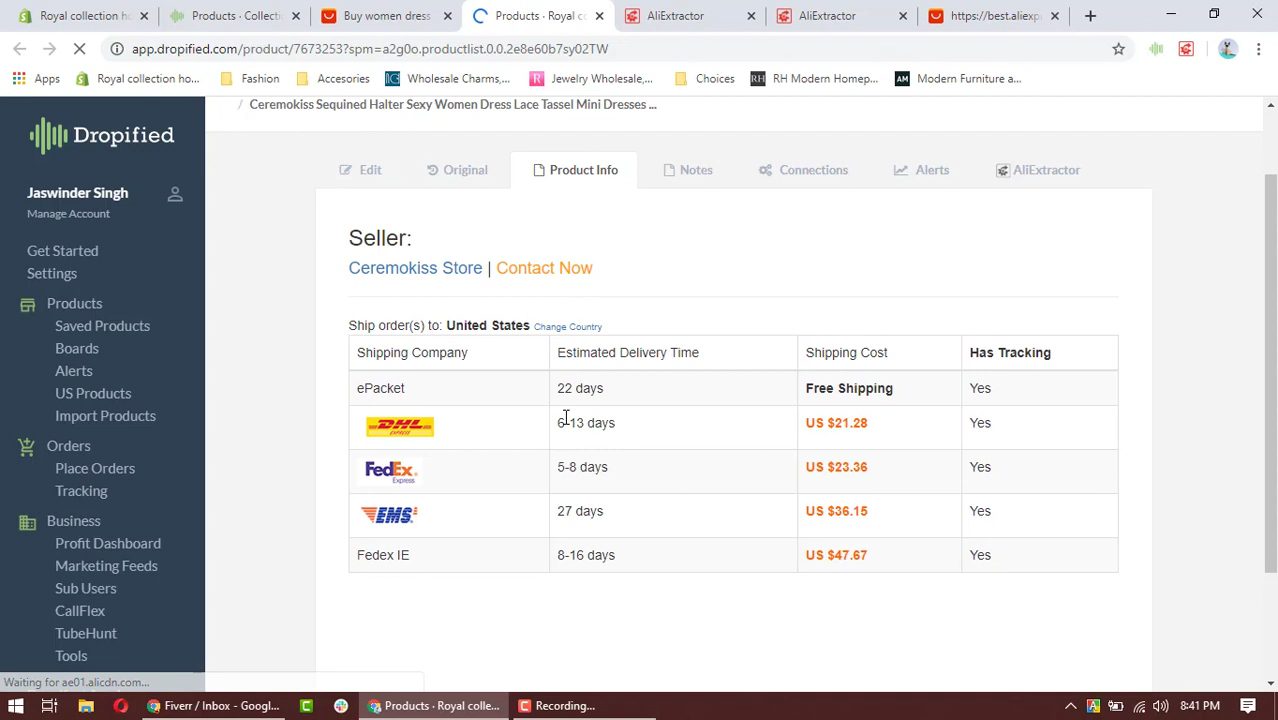 Royal collection ho...
Products - Collecti
Buy women dress
Products - Royal co
AliExtractor
AliExtractor
https://best.aliexpr
app.dropified.com/product/7673253?spm=a2g0o.productlist.0.0.2e8e60b7sy02TW
Apps
Royal collection ho...
Fashion
Accesories
Wholesale Charms,...
Jewelry Wholesale,...
Choices
RH
RH Modern Homep...
AM
Modern Furniture a...
/ Ceremokiss Sequined Halter Sexy Women Dress Lace Tassel Mini Dresses ...
Dropified
Jaswinder Singh
Manage Account
Get Started
Settings
Products
Saved Products
Boards
Alerts
US Products
Import Products
Orders
Place Orders
Tracking
Business
Profit Dashboard
Marketing Feeds
Sub Users
CallFlex
TubeHunt
Tools
Edit
Original
Product Info
Notes
Connections
Alerts
AliExtractor
Seller:
Ceremokiss Store | Contact Now
Ship order(s) to: United States Change Country
Shipping Company Estimated Delivery Time Shipping Cost Has Tracking
ePacket 22 days Free Shipping Yes
DHL EXPRESS 6-13 days US $21.28 Yes
FedEx Express 5-8 days US $23.36 Yes
EMS 27 days US $36.15 Yes
Fedex IE 8-16 days US $47.67 Yes
Waiting for ae01.alicdn.com...
Fiverr / Inbox - Googl...
Products - Royal colle...
Recording...
8:41 PM